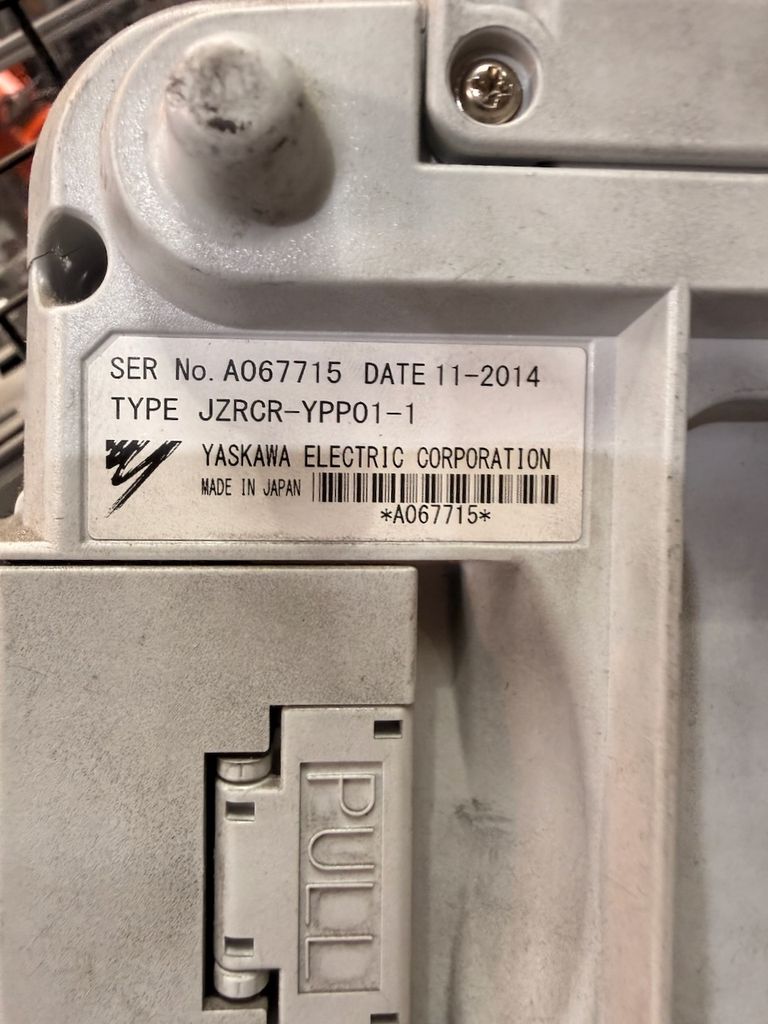 SER No. A067715 DATE 11-2014
TYPE JZRCR-YPP01-1
YASKAWA ELECTRIC CORPORATION
MADE IN JAPAN
*A067715*
PULL